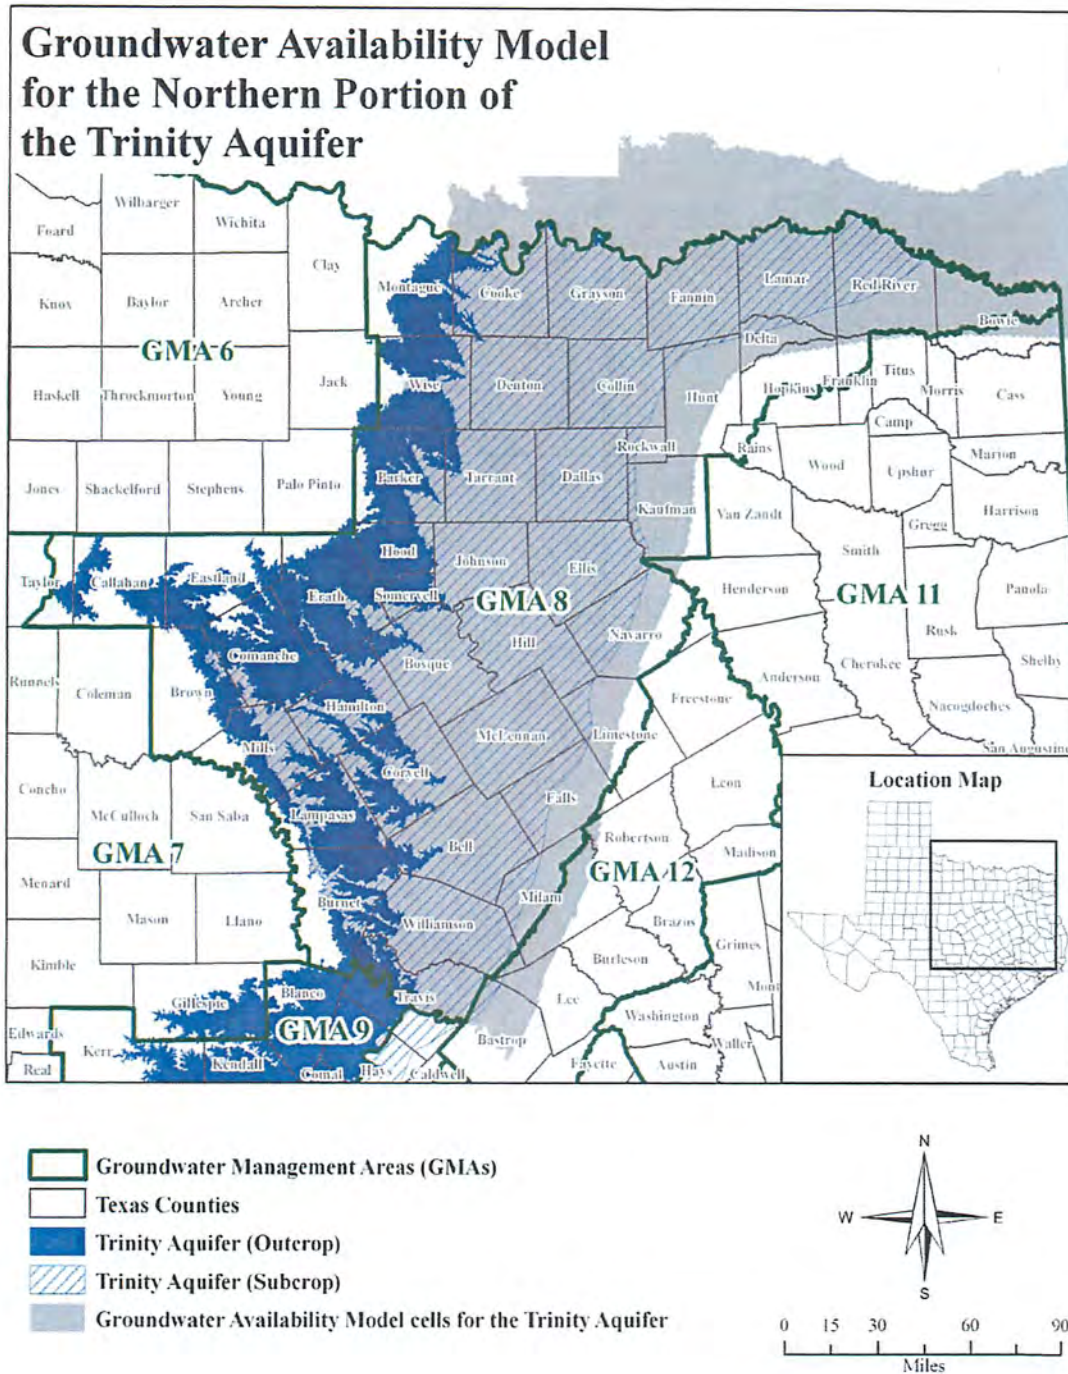 Groundwater Availability Model
for the Northern Portion of
the Trinity Aquifer
Wilbarger
Wichita
Foard
Clay
Montague
Cooke
Grayson
Fannin
Lamar
Red River
Knox
Baylor
Archer
Bowie
Delta
GMA 6
Titus
Jack
Wise
Denton
Collin
Hunt
Hopkins
Franklin
Morris
Cass
Haskell
Throckmorton
Young
Camp
Rockwall
Rains
Marion
Wood
Upshur
Jones
Shackelford
Stephens
Palo Pinto
Parker
Tarrant
Dallas
Kaufman
Van Zandt
Harrison
Gregg
Hood
Johnson
Ellis
Smith
Taylor
Callahan
Eastland
Erath
Somervell
GMA 8
Henderson
GMA 11
Panola
Hill
Navarro
Rusk
Comanche
Bosque
Runnels
Coleman
Brown
Anderson
Cherokee
Shelby
Freestone
Nacogdoches
Hamilton
McLennan
Limestone
San Augustine
Mills
Coryell
Concho
McCulloch
San Saba
Lampasas
Falls
Leon
Location Map
GMA 7
Bell
Robertson
GMA 12
Madison
Menard
Mason
Llano
Burnet
Milam
Williamson
Brazos
Grimes
Kimble
Burleson
Gillespie
Blanco
Travis
Lee
Mont
GMA 9
Washington
Edwards
Kerr
Bastrop
Waller
Real
Kendall
Comal
Hays
Caldwell
Fayette
Austin
Groundwater Management Areas (GMAs)
Texas Counties
Trinity Aquifer (Outcrop)
Trinity Aquifer (Subcrop)
Groundwater Availability Model cells for the Trinity Aquifer
N
W
E
S
0 15 30 60 90
Miles